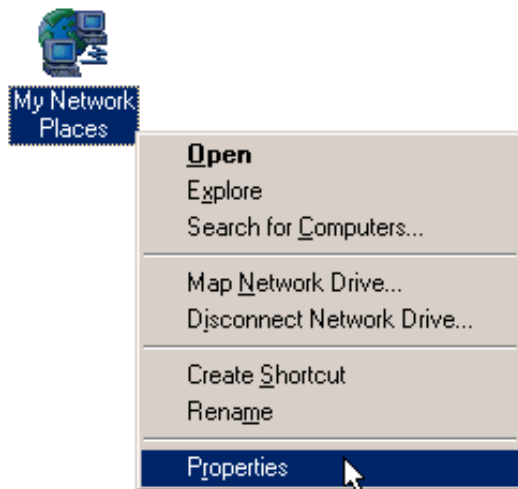 My Network
Places
Open
Explore
Search for Computers...
Map Network Drive...
Disconnect Network Drive...
Create Shortcut
Rename
Properties